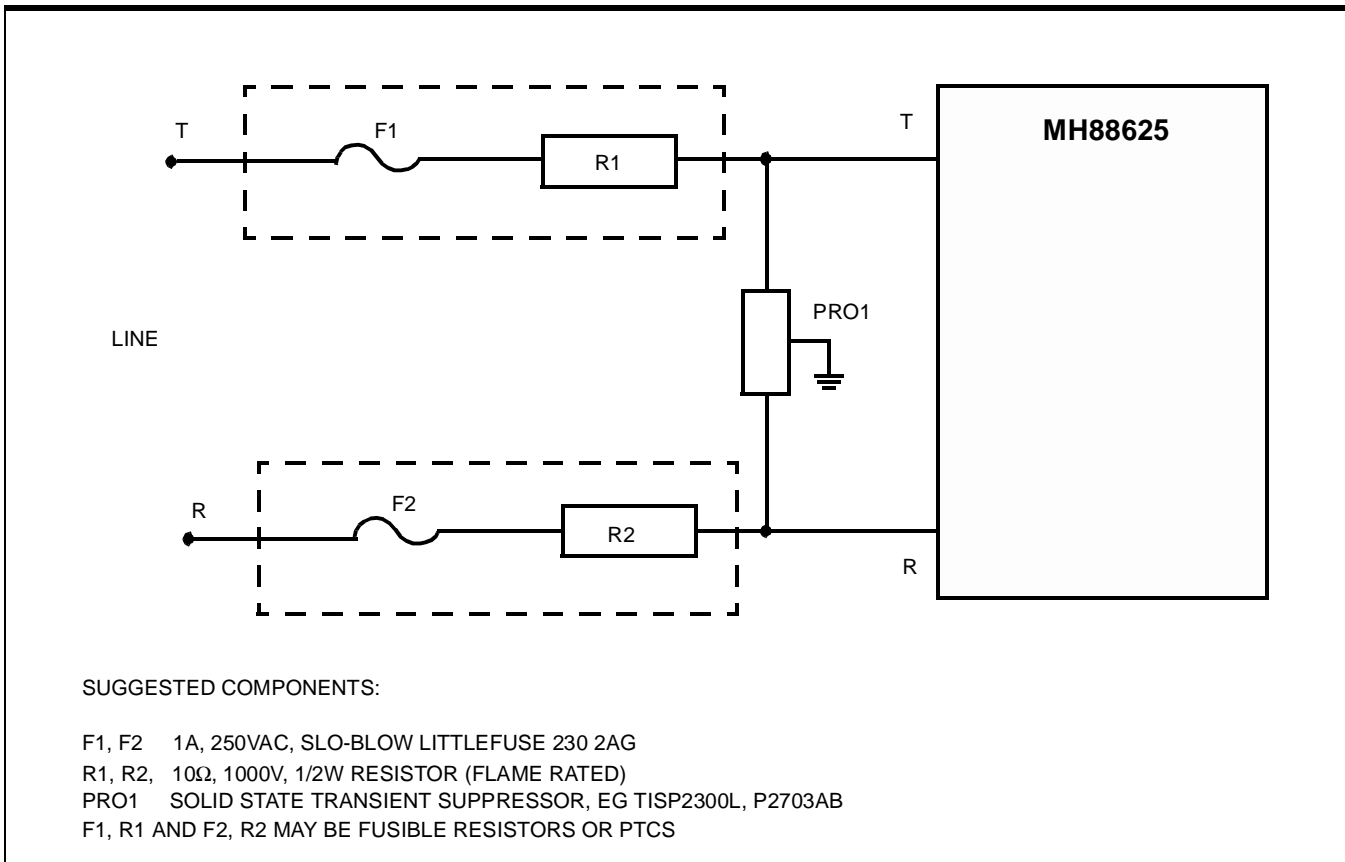 T
F1
R1
T
MH88625
PRO1
LINE
R
F2
R2
R
SUGGESTED COMPONENTS:
F1, F2 1A, 250VAC, SLO-BLOW LITTLEFUSE 230 2AG
R1, R2, 10Ω, 1000V, 1/2W RESISTOR (FLAME RATED)
PRO1 SOLID STATE TRANSIENT SUPPRESSOR, EG TISP2300L, P2703AB
F1, R1 AND F2, R2 MAY BE FUSIBLE RESISTORS OR PTCS